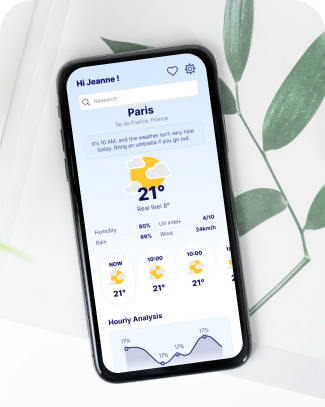 Hi Jeanne !
Research
Paris
Île de France, France
It's 10 AM, and the weather isn't very nice
today. Bring an umbrella if you go out.
21°
Real feel 8°
Humidity 80% UV index 4/10
Rain 89% Wind 24km/h
NOW 10:00 10:00
21° 21° 21°
Hourly Analysis
17% 17% 17% 17%